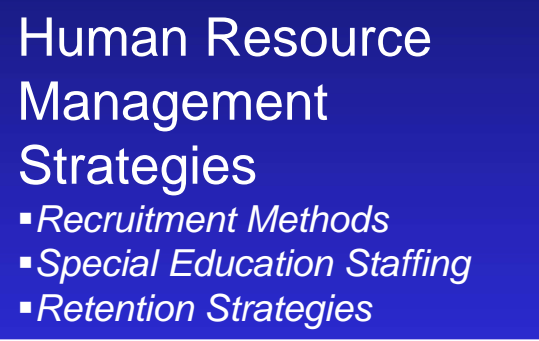 Human Resource
Management
Strategies
▪Recruitment Methods
▪Special Education Staffing
▪Retention Strategies